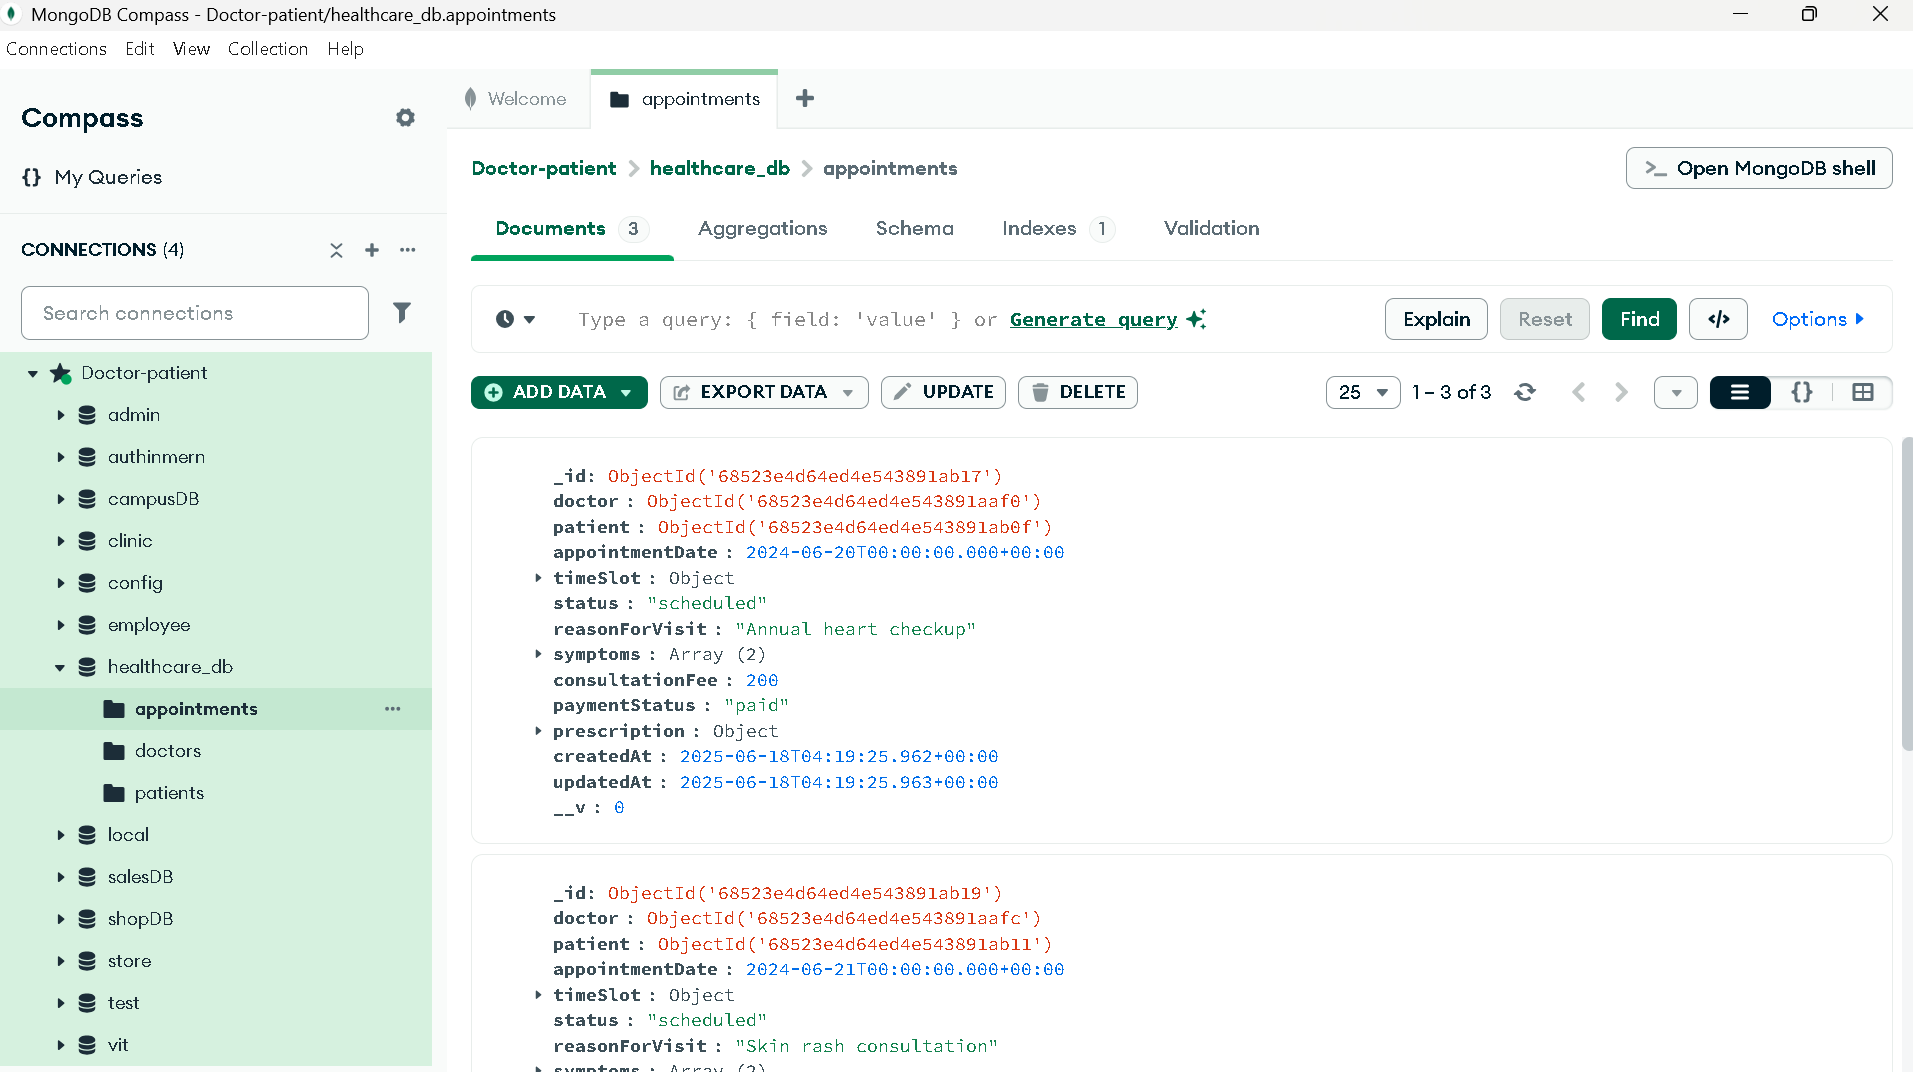 MongoDB Compass - Doctor-patient/healthcare_db.appointments
Connections Edit View Collection Help
Compass
{} My Queries
CONNECTIONS (4)
Search connections
Doctor-patient
admin
authinmern
campusDB
clinic
config
employee
healthcare_db
appointments
doctors
patients
local
salesDB
shopDB
store
test
vit
Welcome
appointments
Doctor-patient > healthcare_db > appointments
>_ Open MongoDB shell
Documents 3 Aggregations Schema Indexes 1 Validation
Type a query: { field: 'value' } or Generate query
Explain Reset Find </> Options
ADD DATA EXPORT DATA UPDATE DELETE
25 1 – 3 of 3 {}
_id: ObjectId('68523e4d64ed4e543891ab17')
doctor : ObjectId('68523e4d64ed4e543891aaf0')
patient : ObjectId('68523e4d64ed4e543891ab0f')
appointmentDate : 2024-06-20T00:00:00.000+00:00
timeSlot : Object
status : "scheduled"
reasonForVisit : "Annual heart checkup"
symptoms : Array (2)
consultationFee : 200
paymentStatus : "paid"
prescription : Object
createdAt : 2025-06-18T04:19:25.962+00:00
updatedAt : 2025-06-18T04:19:25.963+00:00
__v : 0
_id: ObjectId('68523e4d64ed4e543891ab19')
doctor : ObjectId('68523e4d64ed4e543891aafc')
patient : ObjectId('68523e4d64ed4e543891ab11')
appointmentDate : 2024-06-21T00:00:00.000+00:00
timeSlot : Object
status : "scheduled"
reasonForVisit : "Skin rash consultation"
symptoms : Array (2)